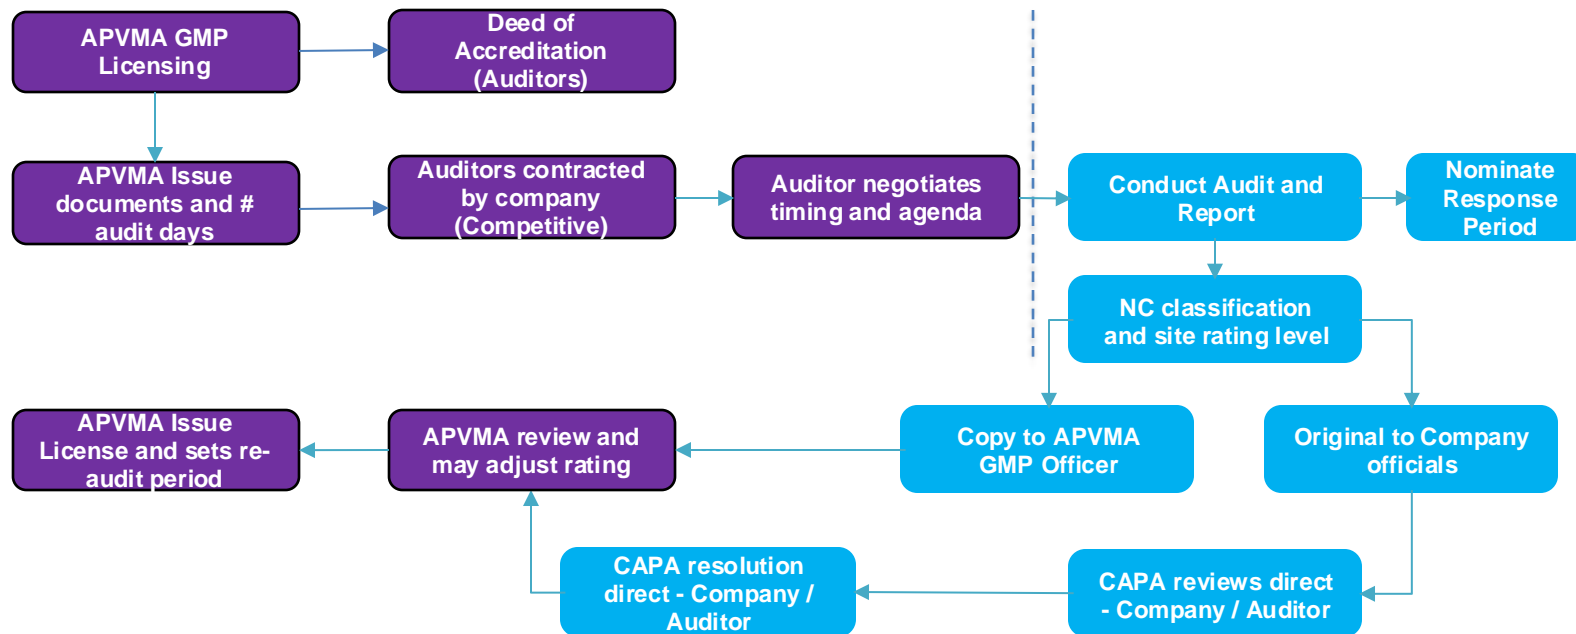 APVMA GMP
Licensing
Deed of
Accreditation
(Auditors)
APVMA Issue
documents and #
audit days
Auditors contracted
by company
(Competitive)
Auditor negotiates
timing and agenda
Conduct Audit and
Report
Nominate
Response
Period
NC classification
and site rating level
APVMA Issue
License and sets re-
audit period
APVMA review and
may adjust rating
Copy to APVMA
GMP Officer
Original to Company
officials
CAPA resolution
direct - Company /
Auditor
CAPA reviews direct
- Company / Auditor